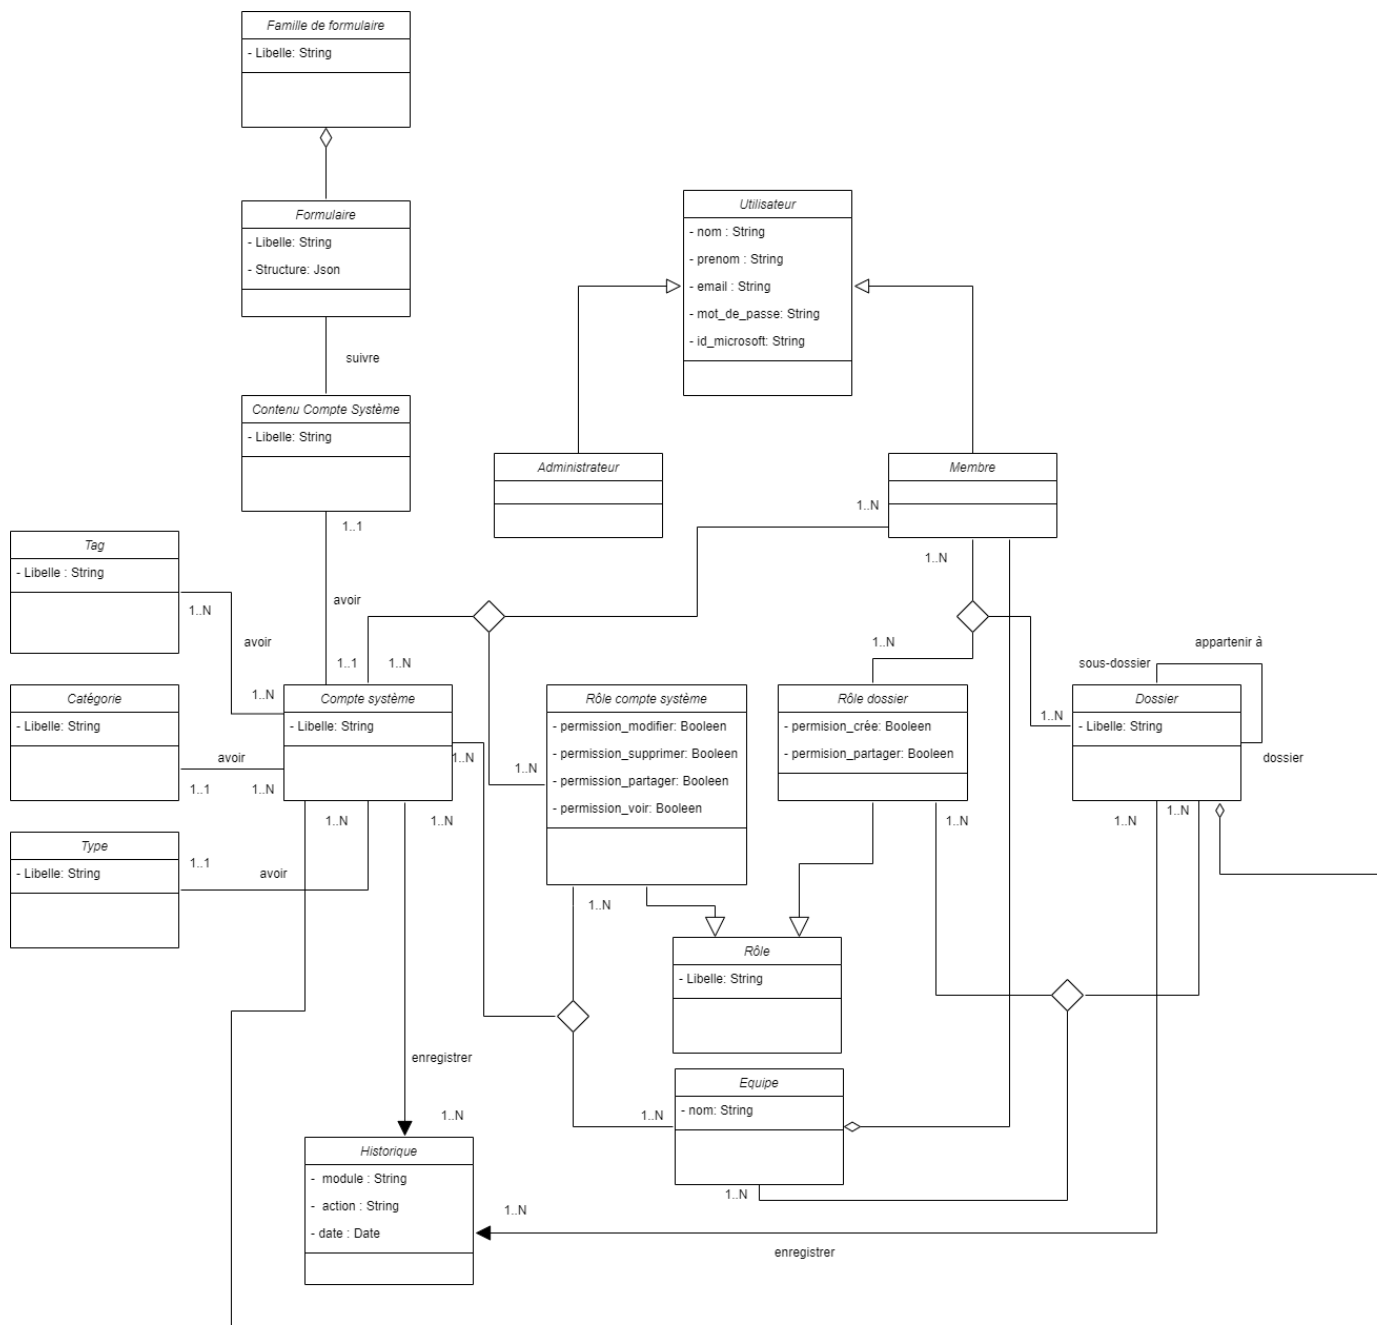 Famille de formulaire
- Libelle: String
Formulaire
- Libelle: String
- Structure: Json
suivre
Contenu Compte Système
- Libelle: String
1..1
avoir
1..1
Utilisateur
- nom : String
- prenom : String
- email : String
- mot_de_passe: String
- id_microsoft: String
Administrateur
Membre
1..N
1..N
Tag
- Libelle : String
1..N
avoir
1..N
1..N
Catégorie
- Libelle: String
avoir
1..1
1..N
Type
- Libelle: String
1..1
avoir
1..N
Compte système
- Libelle: String
1..N
1..N
1..N
Rôle compte système
- permission_modifier: Booleen
- permission_supprimer: Booleen
- permission_partager: Booleen
- permission_voir: Booleen
1..N
1..N
Rôle dossier
- permision_crée: Booleen
- permision_partager: Booleen
1..N
appartenir à
sous-dossier
1..N
Dossier
- Libelle: String
dossier
1..N
1..N
Rôle
- Libelle: String
enregistrer
1..N
Equipe
- nom: String
1..N
1..N
Historique
- module : String
- action : String
- date : Date
1..N
enregistrer